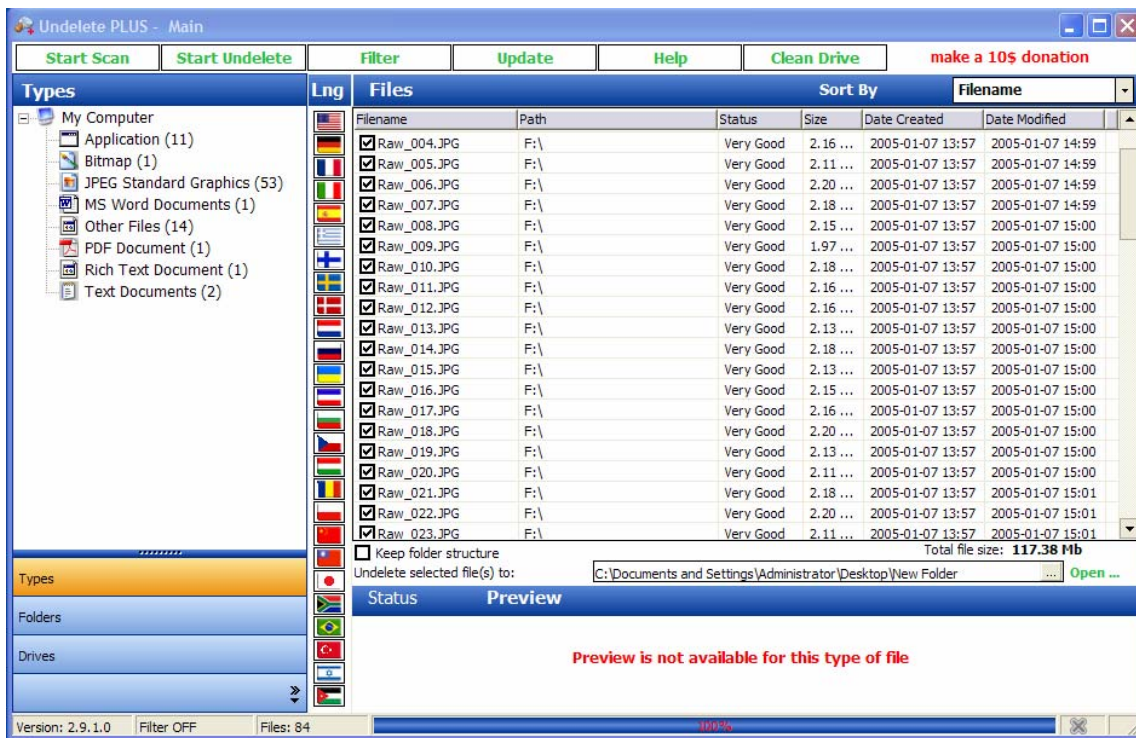 Undelete PLUS - Main
Start Scan Start Undelete Filter Update Help Clean Drive make a 10$ donation
Types Lng Files Sort By Filename
My Computer
Application (11)
Bitmap (1)
JPEG Standard Graphics (53)
MS Word Documents (1)
Other Files (14)
PDF Document (1)
Rich Text Document (1)
Text Documents (2)
Filename Path Status Size Date Created Date Modified
Raw_004.JPG F:\ Very Good 2.16 ... 2005-01-07 13:57 2005-01-07 14:59
Raw_005.JPG F:\ Very Good 2.11 ... 2005-01-07 13:57 2005-01-07 14:59
Raw_006.JPG F:\ Very Good 2.20 ... 2005-01-07 13:57 2005-01-07 14:59
Raw_007.JPG F:\ Very Good 2.18 ... 2005-01-07 13:57 2005-01-07 14:59
Raw_008.JPG F:\ Very Good 2.15 ... 2005-01-07 13:57 2005-01-07 15:00
Raw_009.JPG F:\ Very Good 1.97 ... 2005-01-07 13:57 2005-01-07 15:00
Raw_010.JPG F:\ Very Good 2.18 ... 2005-01-07 13:57 2005-01-07 15:00
Raw_011.JPG F:\ Very Good 2.16 ... 2005-01-07 13:57 2005-01-07 15:00
Raw_012.JPG F:\ Very Good 2.16 ... 2005-01-07 13:57 2005-01-07 15:00
Raw_013.JPG F:\ Very Good 2.13 ... 2005-01-07 13:57 2005-01-07 15:00
Raw_014.JPG F:\ Very Good 2.18 ... 2005-01-07 13:57 2005-01-07 15:00
Raw_015.JPG F:\ Very Good 2.13 ... 2005-01-07 13:57 2005-01-07 15:00
Raw_016.JPG F:\ Very Good 2.15 ... 2005-01-07 13:57 2005-01-07 15:00
Raw_017.JPG F:\ Very Good 2.16 ... 2005-01-07 13:57 2005-01-07 15:00
Raw_018.JPG F:\ Very Good 2.20 ... 2005-01-07 13:57 2005-01-07 15:00
Raw_019.JPG F:\ Very Good 2.13 ... 2005-01-07 13:57 2005-01-07 15:00
Raw_020.JPG F:\ Very Good 2.11 ... 2005-01-07 13:57 2005-01-07 15:00
Raw_021.JPG F:\ Very Good 2.18 ... 2005-01-07 13:57 2005-01-07 15:01
Raw_022.JPG F:\ Very Good 2.20 ... 2005-01-07 13:57 2005-01-07 15:01
Raw_023.JPG F:\ Very Good 2.11 ... 2005-01-07 13:57 2005-01-07 15:01
Keep folder structure Total file size: 117.38 Mb
Undelete selected file(s) to: C:\Documents and Settings\Administrator\Desktop\New Folder ... Open ...
Types
Folders
Drives
Status Preview
Preview is not available for this type of file
Version: 2.9.1.0 Filter OFF Files: 84 100%